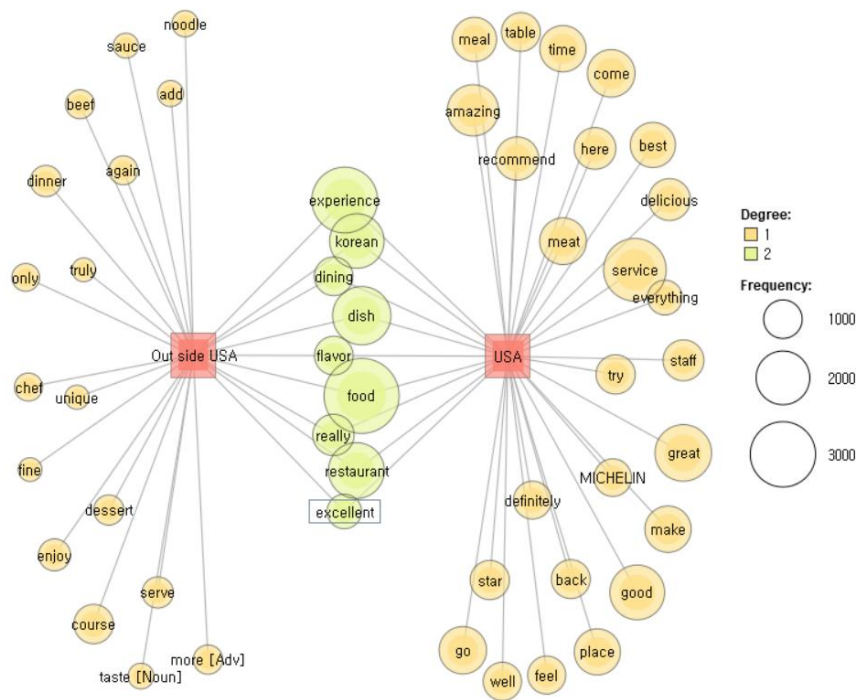 noodle
sauce
add
beef
again
dinner
truly
only
Out side USA
chef
unique
fine
dessert
enjoy
serve
course
more [Adv]
taste [Noun]
experience
korean
dining
dish
flavor
food
really
restaurant
excellent
meal
table
time
come
amazing
recommend
here
best
delicious
meat
service
everything
USA
try
staff
great
MICHELIN
definitely
make
star
back
good
go
well
feel
place
Degree:
1
2
Frequency:
1000
2000
3000